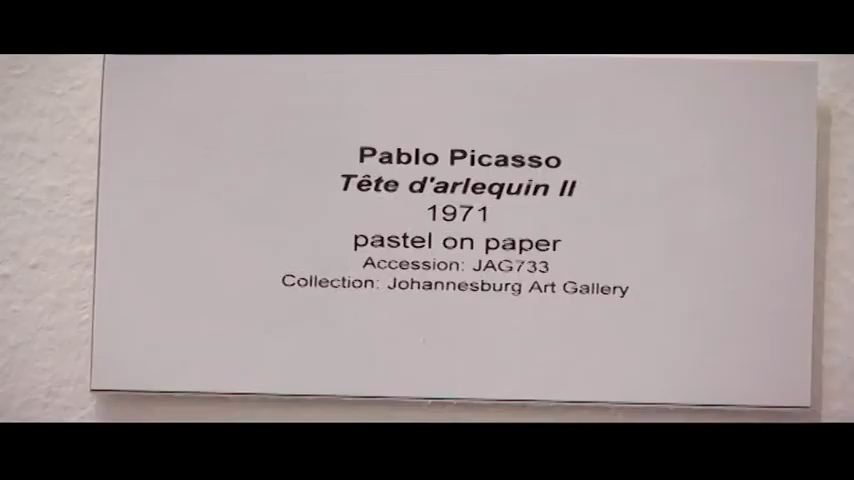 Pablo Picasso
Tête d'arlequin II
1971
pastel on paper
Accession: JAG733
Collection: Johannesburg Art Gallery